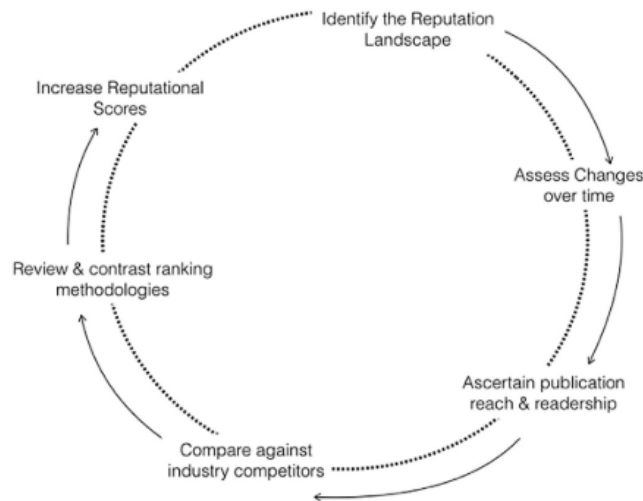 Identify the Reputation
Landscape
Assess Changes
over time
Ascertain publication
reach & readership
Compare against
industry competitors
Review & contrast ranking
methodologies
Increase Reputational
Scores